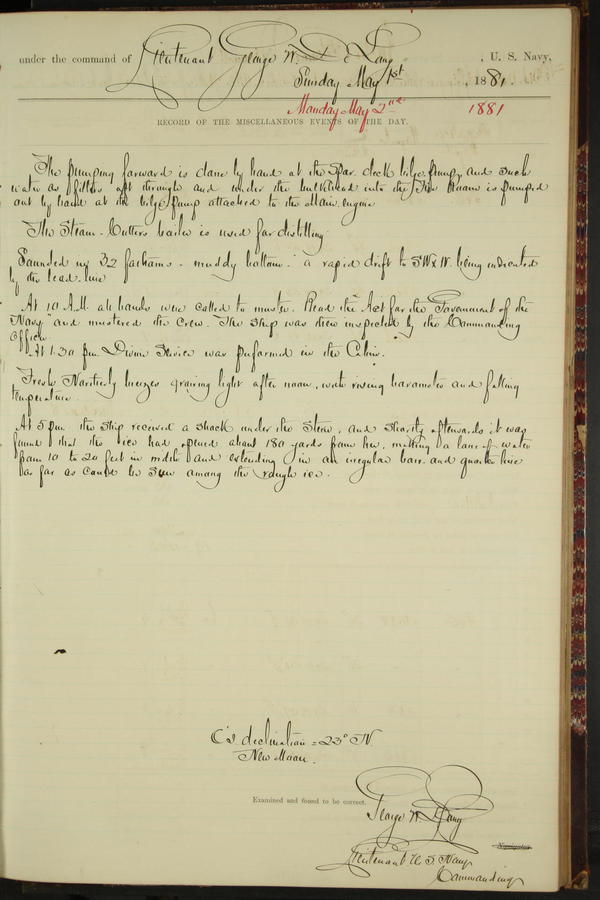 under the command of Lieutenant George W. De Long, U. S. Navy,
Sunday May 1st, 1881.
Monday May 2nd 1881
RECORD OF THE MISCELLANEOUS EVENTS OF THE DAY.
The pumping forward is done by hand at the Spar deck bilge pump, and such
water as filters aft through and under the bulkhead into the Fire Room is pumped
out by hand at the bilge pump attached to the Main engine
The Steam-Cutters boiler is used for distilling
Sounded in 32 fathoms - muddy bottom - a rapid drift to SW x W. being indicated
by the lead line
At 10 A.M. all hands were called to muster. Read the "Act for the Government of the
Navy" and mustered the Crew. The Ship was then inspected by the Commanding
Officer.
At 1.30 pm Divine Service was performed in the Cabin.
Fresh Northerly breezes growing light after noon, with rising barometer and falling
temperature.
At 5 pm the Ship received a shock under the Stern, and shortly afterwards it was
found that the ice had opened about 180 yards from her, making a lane of water
from 10 to 20 feet in width and extending in an irregular bow and quarter line
as far as could be seen among the rough ice.
C's declination = 23° N.
New Moon.
Examined and found to be correct.
George W. De Long
Navigator.
Lieutenant U S Navy
Commanding